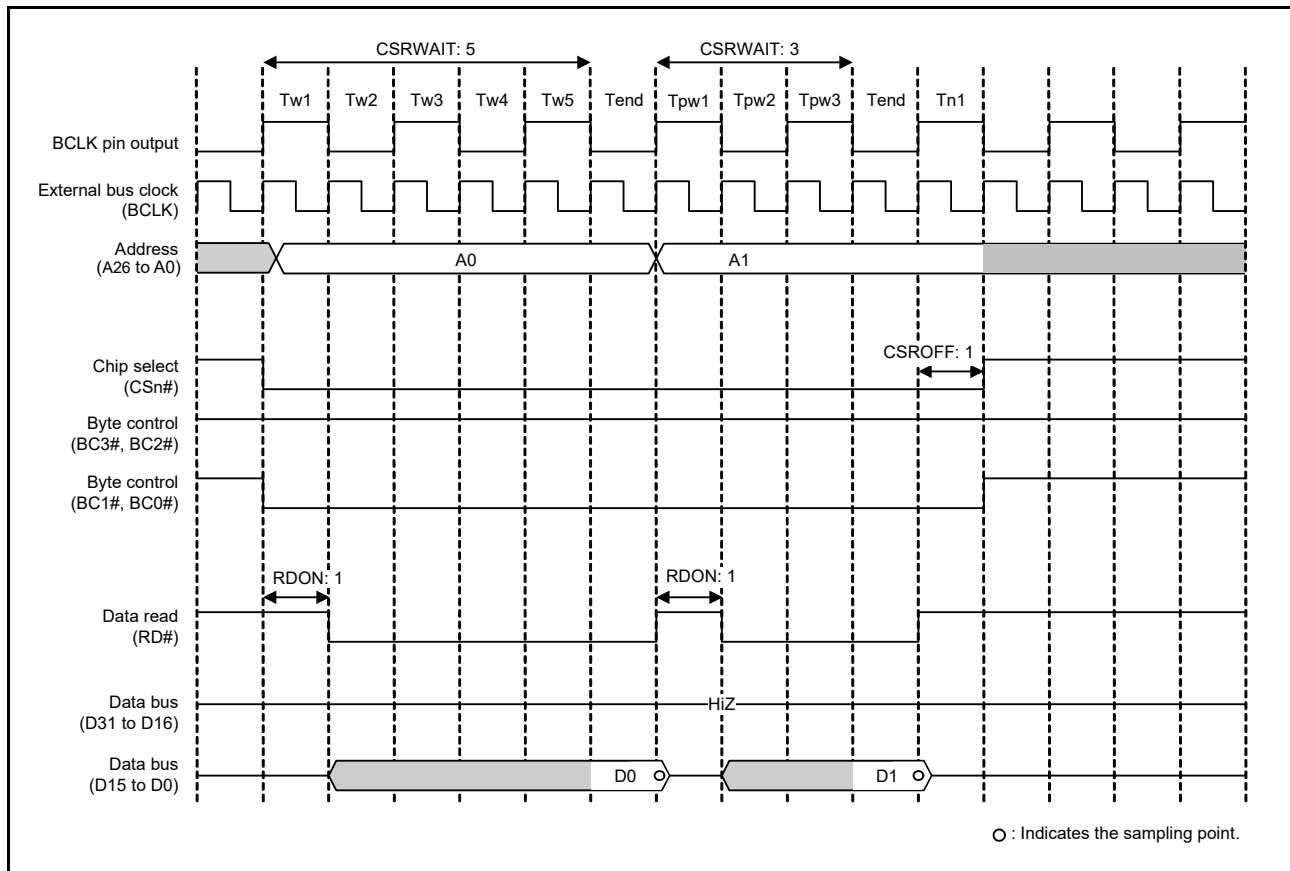 CSRWAIT: 5 CSRWAIT: 3
Tw1 Tw2 Tw3 Tw4 Tw5 Tend Tpw1 Tpw2 Tpw3 Tend Tn1
BCLK pin output
External bus clock
(BCLK)
Address
(A26 to A0)
A0 A1
CSROFF: 1
Chip select
(CSn#)
Byte control
(BC3#, BC2#)
Byte control
(BC1#, BC0#)
RDON: 1 RDON: 1
Data read
(RD#)
Data bus
(D31 to D16)
HiZ
Data bus
(D15 to D0)
D0 D1
: Indicates the sampling point.